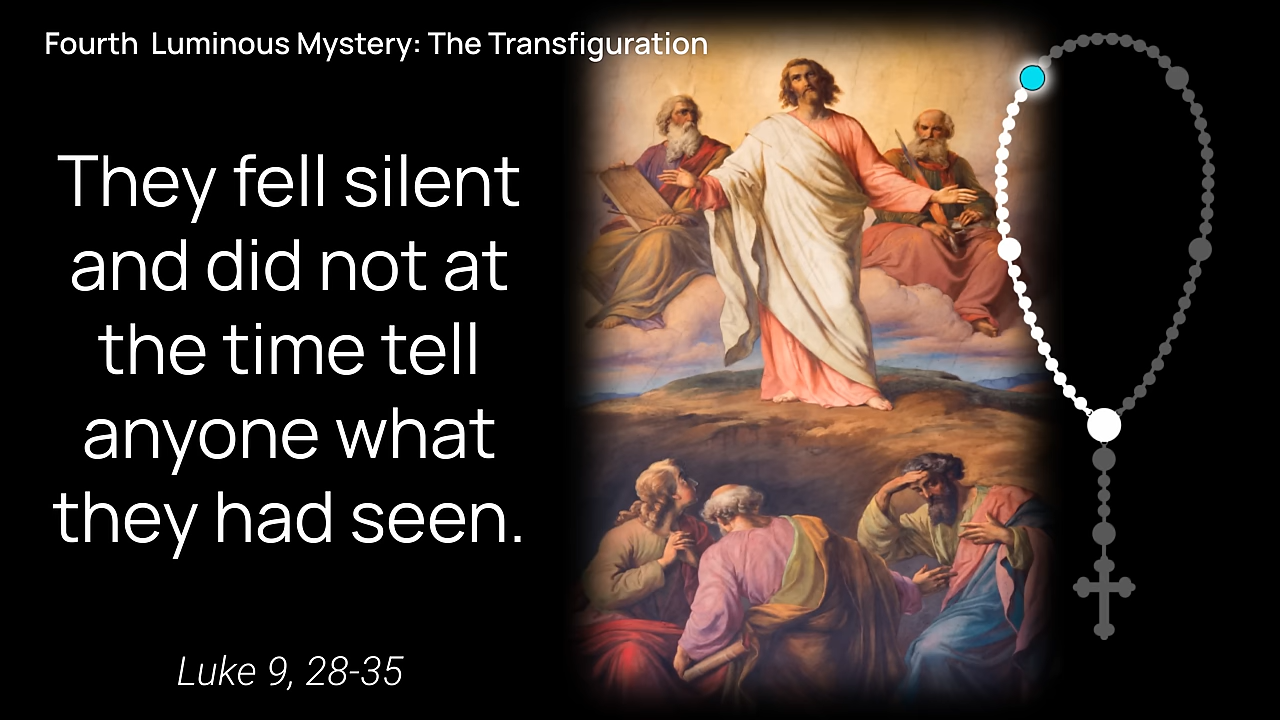 Fourth  Luminous Mystery: The Transfiguration
They fell silent
and did not at
the time tell
anyone what
they had seen.
Luke 9, 28-35